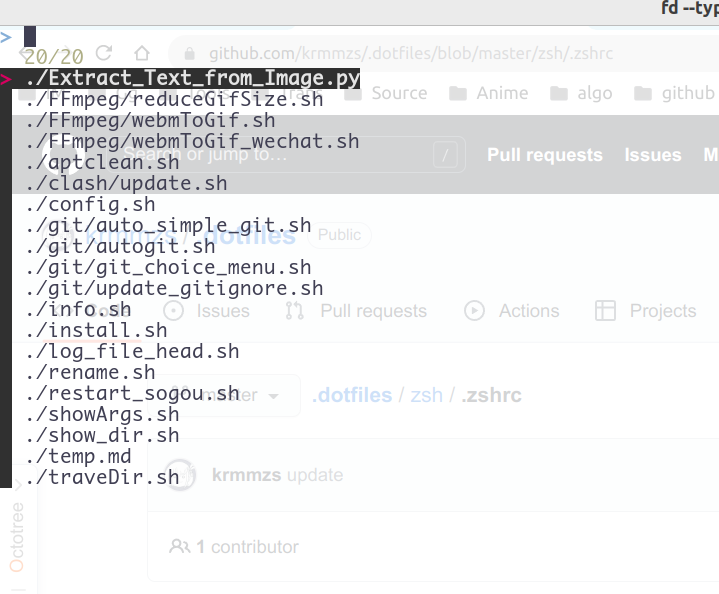 fd --typ
>
20/20
github.com/krmmzs/.dotfiles/blob/master/zsh/.zshrc
> ./Extract_Text_from_Image.py
./FFmpeg/reduceGifSize.sh
Source Anime algo github
./FFmpeg/webmToGif.sh
./FFmpeg/webmToGif_wechat.sh
./aptclean.sh
Search or jump to... / Pull requests Issues M
./clash/update.sh
./config.sh
./git/auto_simple_git.sh
krmmzs / .dotfiles Public
./git/autogit.sh
./git/git_choice_menu.sh
./git/update_gitignore.sh
./info.sh
Code Issues Pull requests Actions Projects
./install.sh
./log_file_head.sh
./rename.sh
./restart_sogou.sh
master .dotfiles / zsh / .zshrc
./showArgs.sh
./show_dir.sh
./temp.md
./traveDir.sh
krmmzs update
Octotree
1 contributor